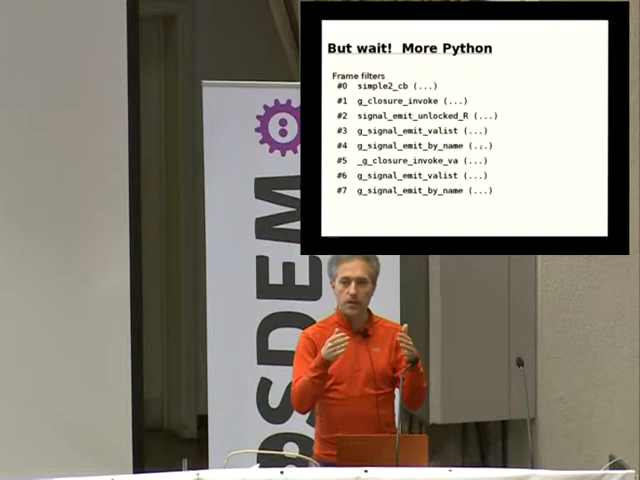 But wait! More Python
Frame filters
#0 simple2_cb (...)
#1 g_closure_invoke (...)
#2 signal_emit_unlocked_R (...)
#3 g_signal_emit_valist (...)
#4 g_signal_emit_by_name (...)
#5 _g_closure_invoke_va (...)
#6 g_signal_emit_valist (...)
#7 g_signal_emit_by_name (...)
OSDEM